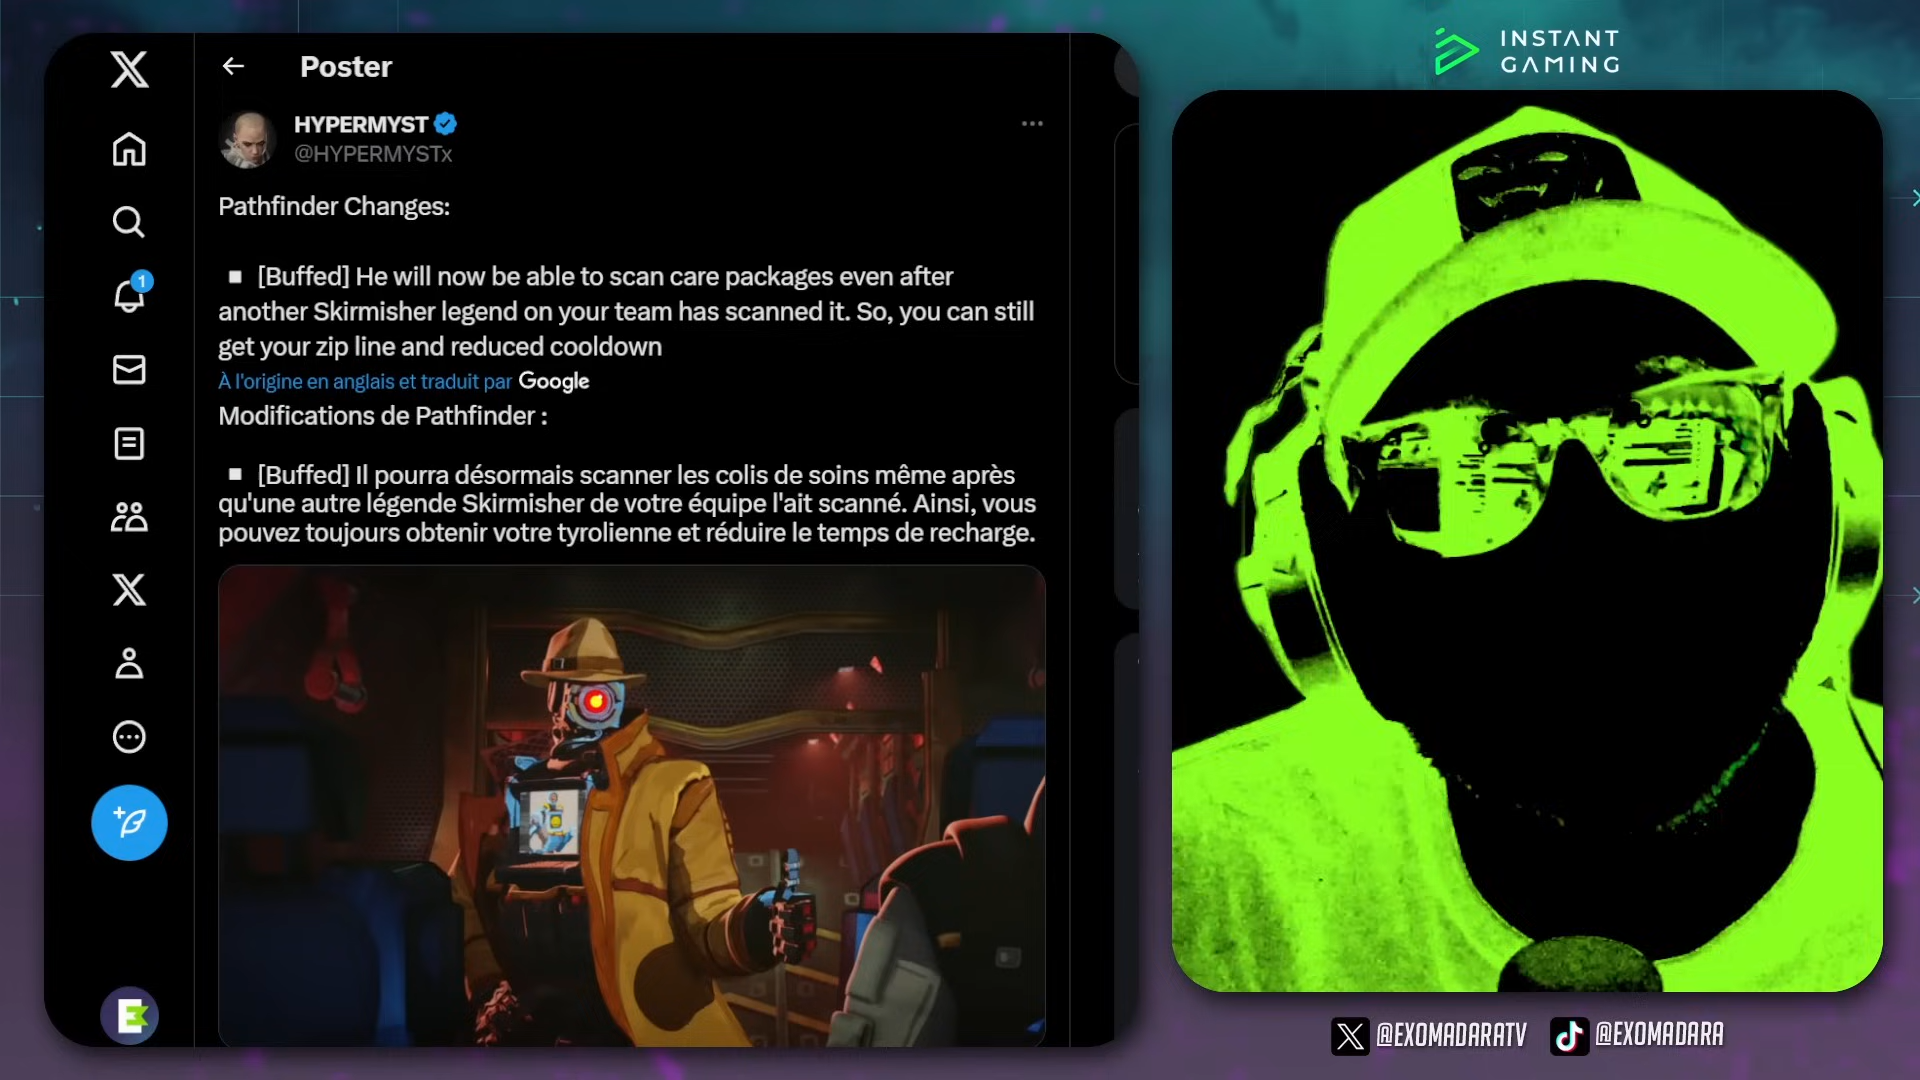 Poster
HYPERMYST
@HYPERMYSTx
Pathfinder Changes:
[Buffed] He will now be able to scan care packages even after
another Skirmisher legend on your team has scanned it. So, you can still
get your zip line and reduced cooldown
À l'origine en anglais et traduit par Google
Modifications de Pathfinder :
[Buffed] Il pourra désormais scanner les colis de soins même après
qu'une autre légende Skirmisher de votre équipe l'ait scanné. Ainsi, vous
pouvez toujours obtenir votre tyrolienne et réduire le temps de recharge.
1
INSTANT
GAMING
@EXOMADARATV
@EXOMADARA